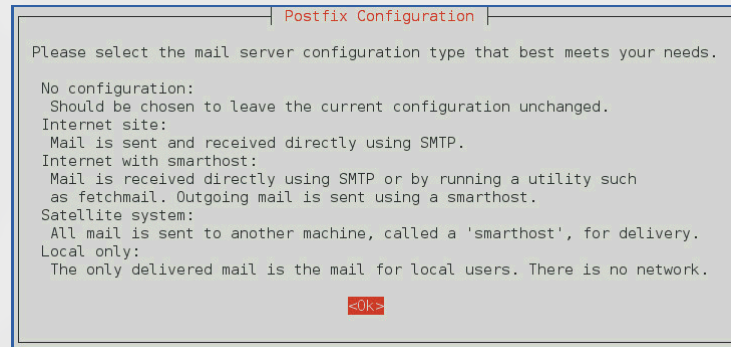 Postfix Configuration
Please select the mail server configuration type that best meets your needs.
No configuration:
Should be chosen to leave the current configuration unchanged.
Internet site:
Mail is sent and received directly using SMTP.
Internet with smarthost:
Mail is received directly using SMTP or by running a utility such
as fetchmail. Outgoing mail is sent using a smarthost.
Satellite system:
All mail is sent to another machine, called a 'smarthost', for delivery.
Local only:
The only delivered mail is the mail for local users. There is no network.
<Ok>